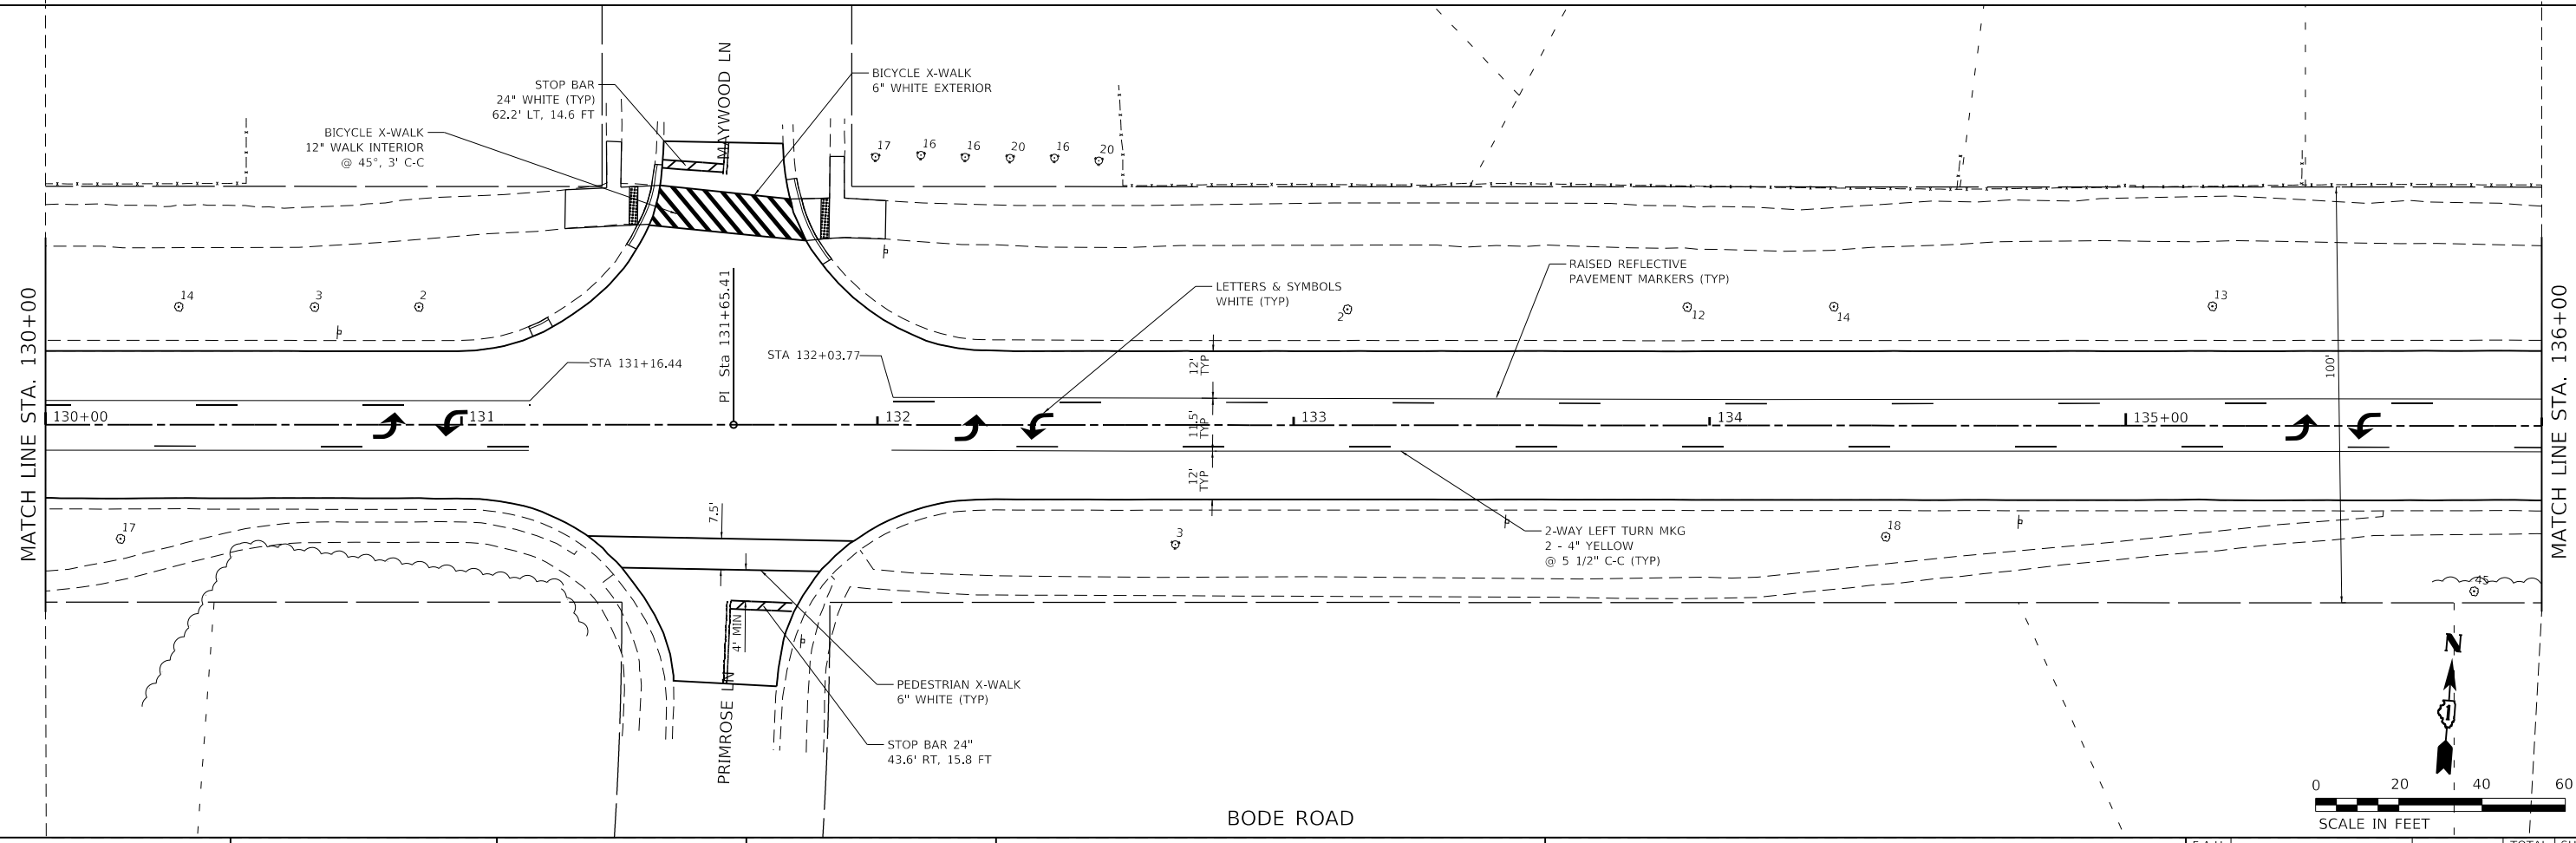 MAYWOOD LN
STOP BAR
24" WHITE (TYP)
62.2' LT, 14.6 FT
BICYCLE X-WALK
6" WHITE EXTERIOR
BICYCLE X-WALK
12" WALK INTERIOR
@ 45°, 3' C-C
17
16
16
20
16
20
MATCH LINE STA. 130+00
14
3
2
PI Sta 131+65.41
LETTERS & SYMBOLS
WHITE (TYP)
RAISED REFLECTIVE
PAVEMENT MARKERS (TYP)
2
12
14
13
MATCH LINE STA. 136+00
STA 131+16.44
STA 132+03.77
12'
TYP
100'
130+00
131
132
133
134
135+00
11.5'
TYP
12'
TYP
17
7.5'
3
2-WAY LEFT TURN MKG
2 - 4" YELLOW
@ 5 1/2" C-C (TYP)
18
45
4' MIN
PRIMROSE LN
PEDESTRIAN X-WALK
6" WHITE (TYP)
STOP BAR 24"
43.6' RT, 15.8 FT
N
1
0 20 40 60
SCALE IN FEET
BODE ROAD